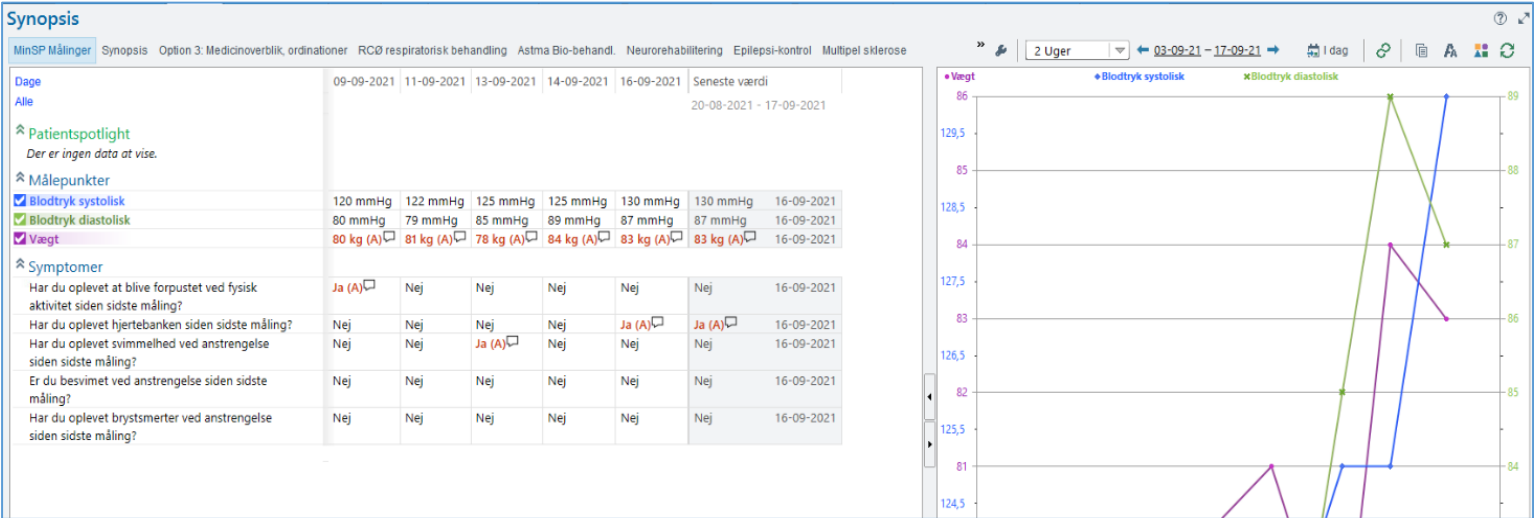 Synopsis
MinSP Målinger Synopsis Option 3: Medicinoverblik, ordinationer RCØ respiratorisk behandling Astma Bio-behandl. Neurorehabilitering Epilepsi-kontrol Multipel sklerose » 2 Uger 03-09-21 – 17-09-21 I dag
Dage 09-09-2021 11-09-2021 13-09-2021 14-09-2021 16-09-2021 Seneste værdi
Alle 20-08-2021 - 17-09-2021
Patientspotlight
Der er ingen data at vise.
Målepunkter
Blodtryk systolisk 120 mmHg 122 mmHg 125 mmHg 125 mmHg 130 mmHg 130 mmHg 16-09-2021
Blodtryk diastolisk 80 mmHg 79 mmHg 85 mmHg 89 mmHg 87 mmHg 87 mmHg 16-09-2021
Vægt 80 kg (A) 81 kg (A) 78 kg (A) 84 kg (A) 83 kg (A) 83 kg (A) 16-09-2021
Symptomer
Har du oplevet at blive forpustet ved fysisk Ja (A) Nej Nej Nej Nej Nej 16-09-2021
aktivitet siden sidste måling?
Har du oplevet hjertebanken siden sidste måling? Nej Nej Nej Nej Ja (A) Ja (A) 16-09-2021
Har du oplevet svimmelhed ved anstrengelse Nej Nej Ja (A) Nej Nej Nej 16-09-2021
siden sidste måling?
Er du besvimet ved anstrengelse siden sidste Nej Nej Nej Nej Nej Nej 16-09-2021
måling?
Har du oplevet brystsmerter ved anstrengelse Nej Nej Nej Nej Nej Nej 16-09-2021
siden sidste måling?
Vægt Blodtryk systolisk Blodtryk diastolisk
86 89
129,5
85 88
128,5
84 87
127,5
83 86
126,5
82 85
125,5
81 84
124,5